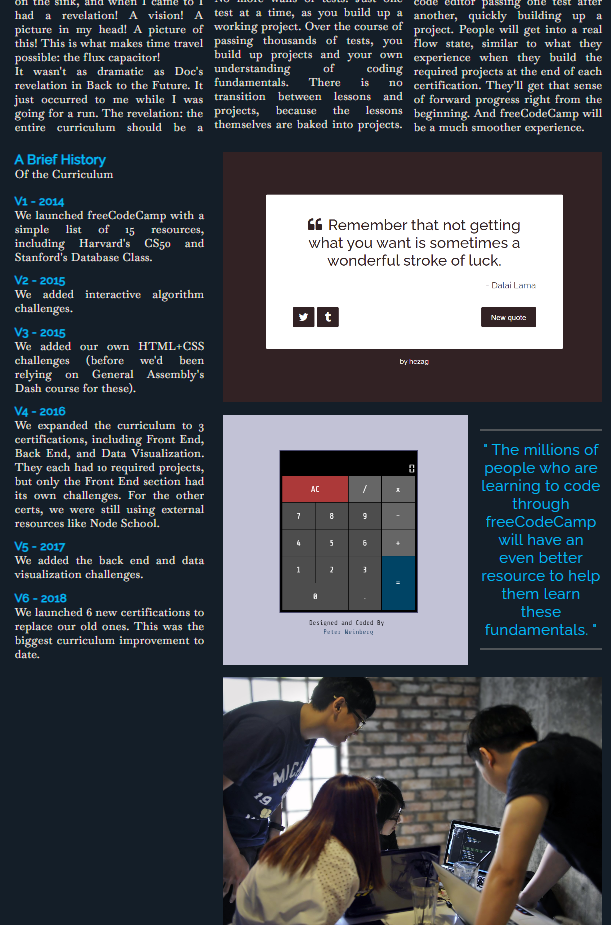 on the sink, and when I came to I
had a revelation! A vision! A
picture in my head! A picture of
this! This is what makes time travel
possible: the flux capacitor!
It wasn't as dramatic as Doc's
revelation in Back to the Future. It
just occurred to me while I was
going for a run. The revelation: the
entire curriculum should be a
No more walls of tests. Just one
test at a time, as you build up a
working project. Over the course of
passing thousands of tests, you
build up projects and your own
understanding of coding
fundamentals. There is no
transition between lessons and
projects, because the lessons
themselves are baked into projects.
code editor passing one test after
another, quickly building up a
project. People will get into a real
flow state, similar to what they
experience when they build the
required projects at the end of each
certification. They'll get that sense
of forward progress right from the
beginning. And freeCodeCamp will
be a much smoother experience.
A Brief History
Of the Curriculum
V1 - 2014
We launched freeCodeCamp with a
simple list of 15 resources,
including Harvard's CS50 and
Stanford's Database Class.
V2 - 2015
We added interactive algorithm
challenges.
V3 - 2015
We added our own HTML+CSS
challenges (before we'd been
relying on General Assembly's
Dash course for these).
V4 - 2016
We expanded the curriculum to 3
certifications, including Front End,
Back End, and Data Visualization.
They each had 10 required projects,
but only the Front End section had
its own challenges. For the other
certs, we were still using external
resources like Node School.
V5 - 2017
We added the back end and data
visualization challenges.
V6 - 2018
We launched 6 new certifications to
replace our old ones. This was the
biggest curriculum improvement to
date.
“ Remember that not getting
what you want is sometimes a
wonderful stroke of luck.
- Dalai Lama
New quote
by hezag
0
AC / x
7 8 9 -
4 5 6 +
1 2 3 =
0 .
Designed and Coded By
Peter Weinberg
" The millions of
people who are
learning to code
through
freeCodeCamp
will have an
even better
resource to help
them learn
these
fundamentals. "
MICH
19